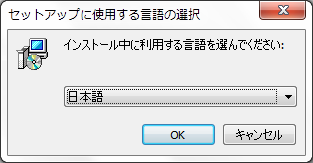 セットアップに使用する言語の選択
インストール中に利用する言語を選んでください:
日本語
OK
キャンセル